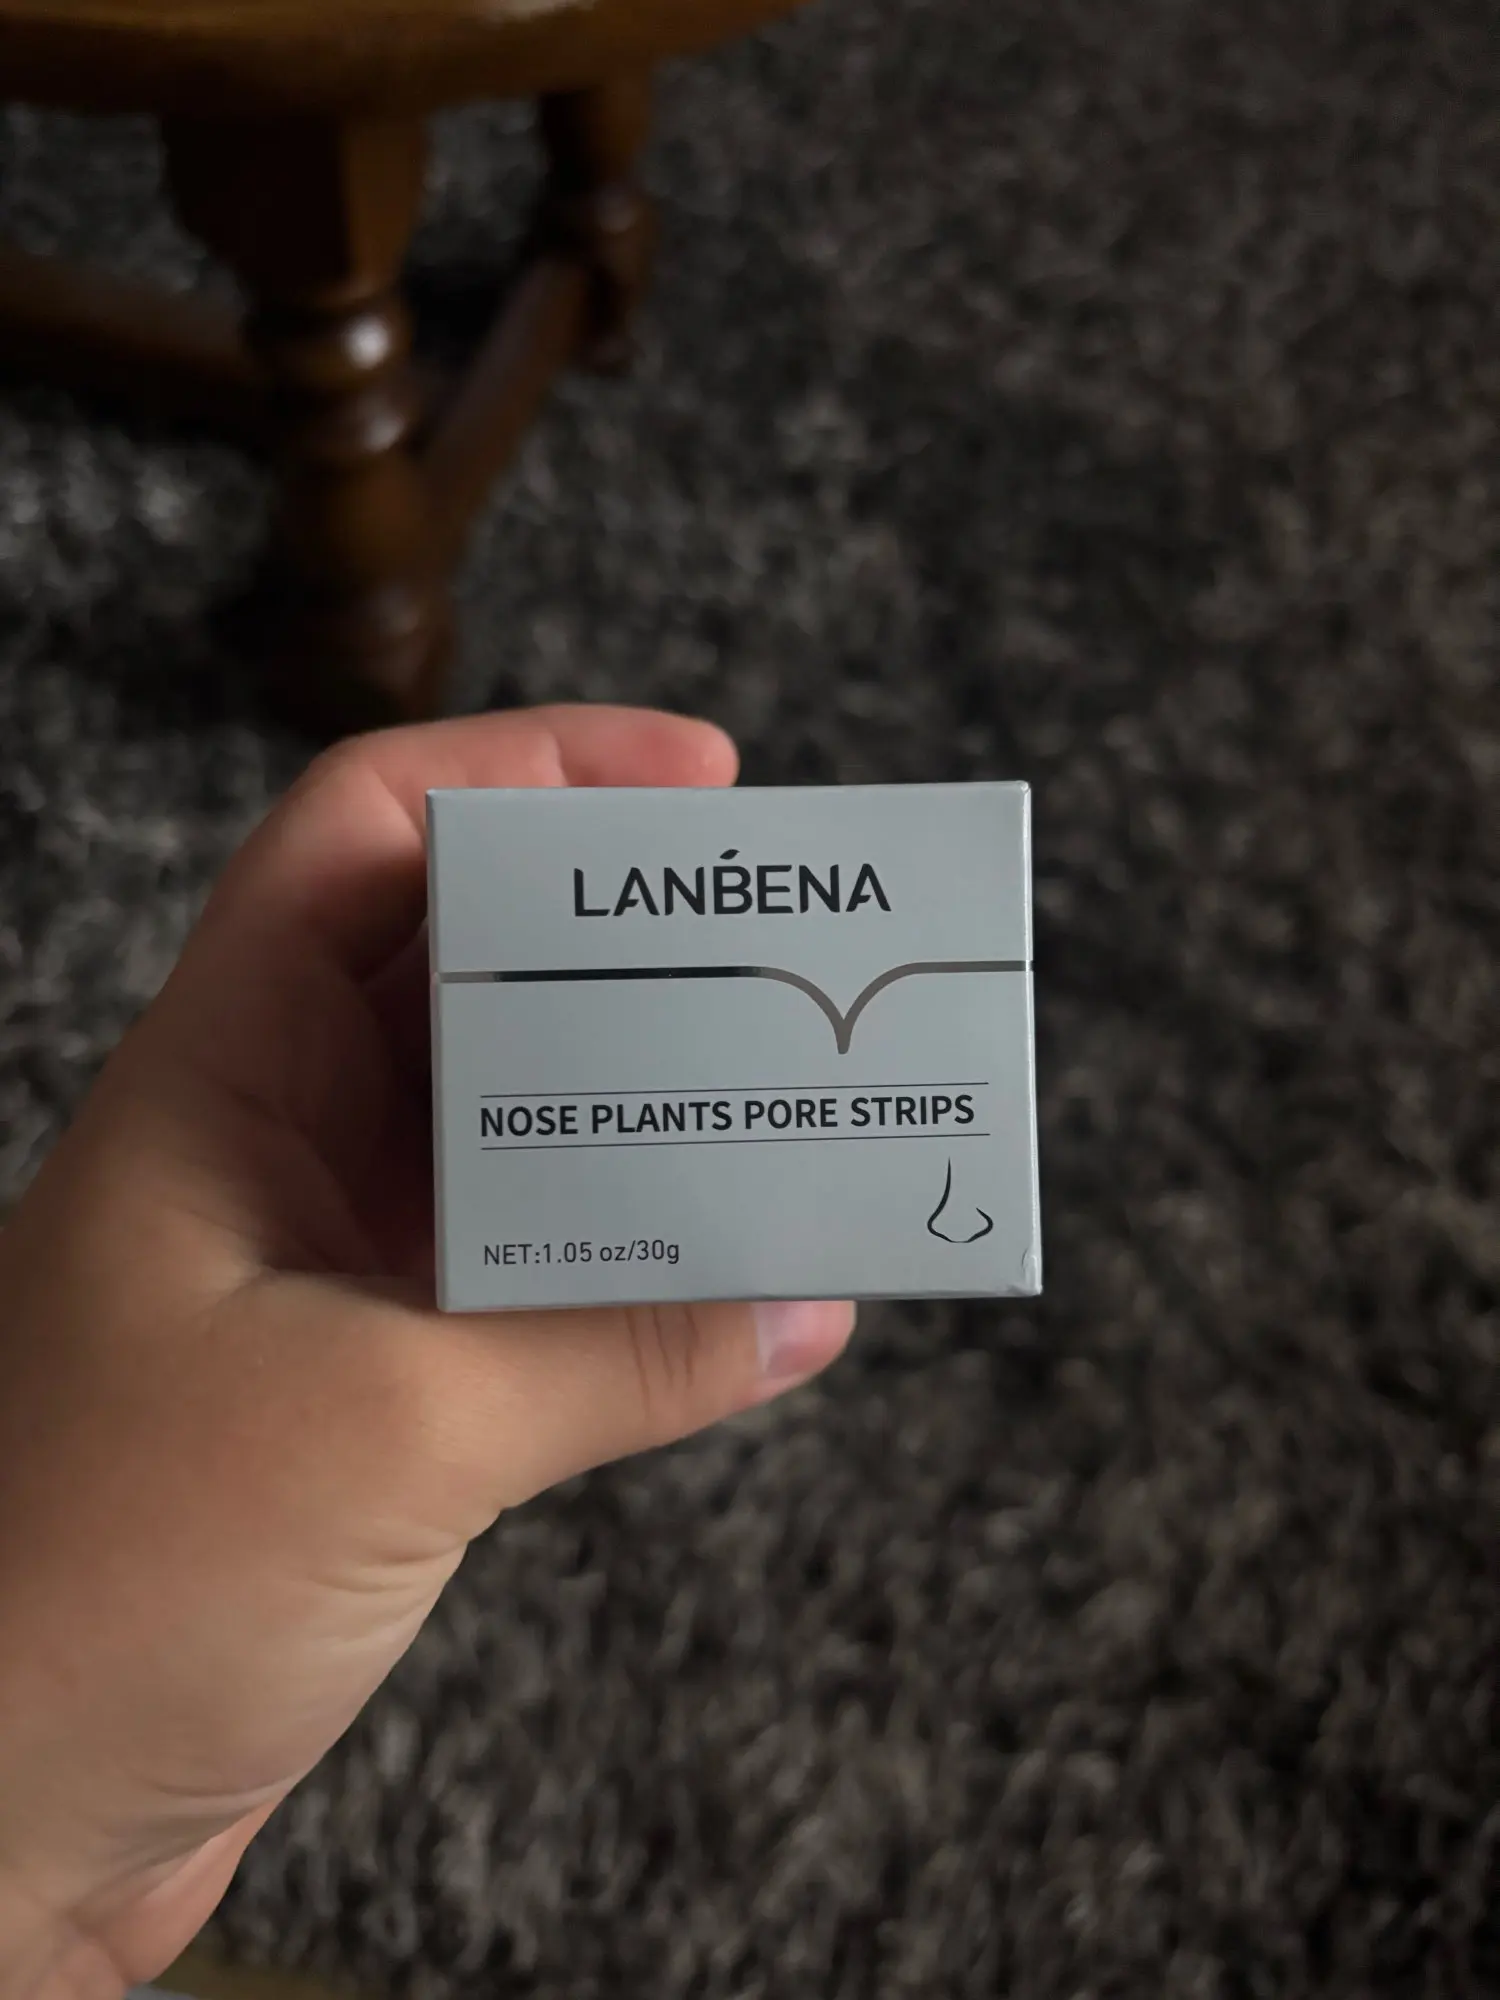 LANBENA
NOSE PLANTS PORE STRIPS
NET:1.05 oz/30g